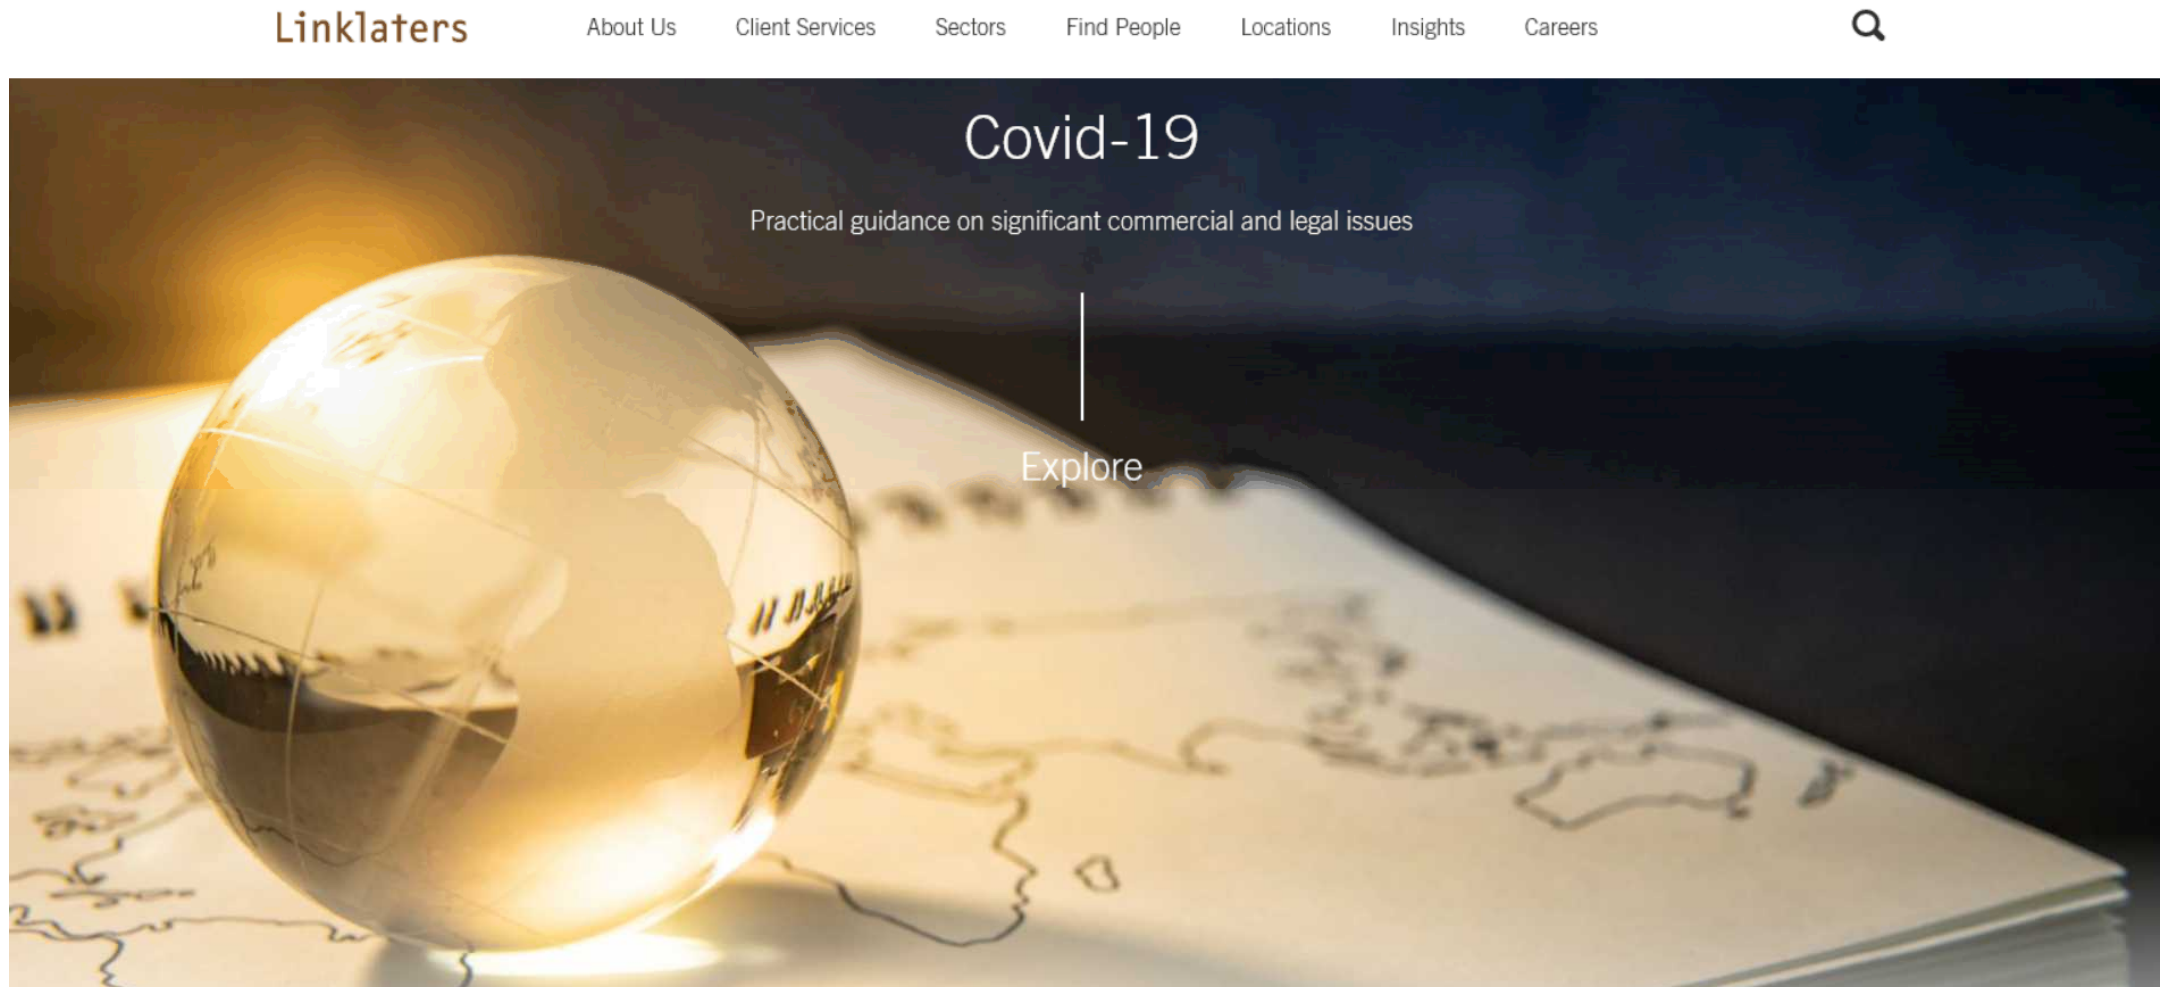 Linklaters About Us Client Services Sectors Find People Locations Insights Careers
Covid-19
Practical guidance on significant commercial and legal issues
Explore